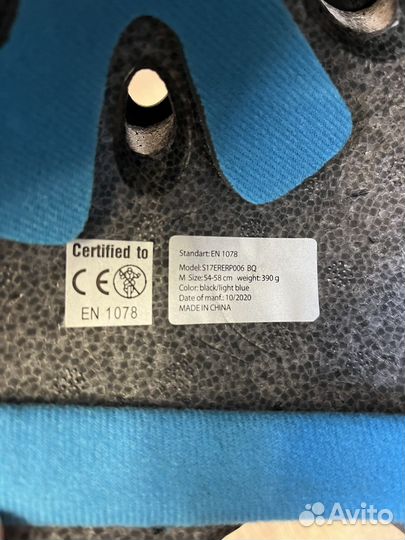 Certified to
CE
EN 1078
Standart: EN 1078
Model: S17ERERP006 BQ
M Size: 54-58 cm weight: 390 g
Color: black/light blue
Date of manf.: 10/2020
MADE IN CHINA
Avito